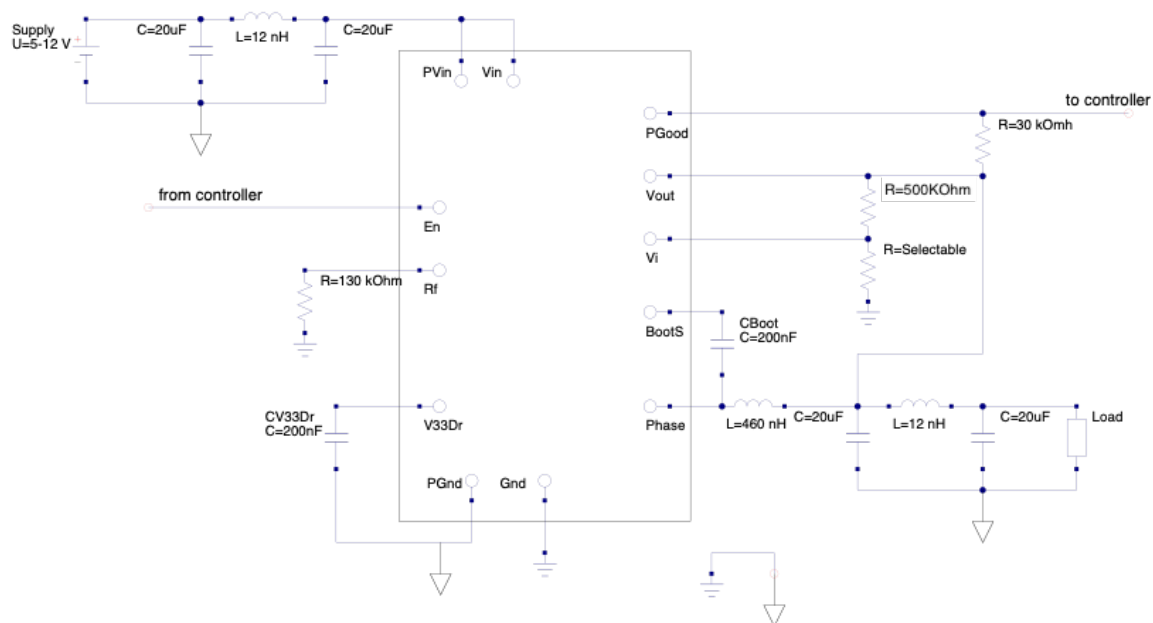 Supply
U=5-12 V
C=20uF
L=12 nH
C=20uF
PVin
Vin
to controller
PGood
R=30 kOmh
from controller
Vout
R=500KOhm
En
Vi
R=Selectable
R=130 kOhm
Rf
BootS
CBoot
C=200nF
CV33Dr
C=200nF
V33Dr
Phase
L=460 nH
C=20uF
L=12 nH
C=20uF
Load
PGnd
Gnd